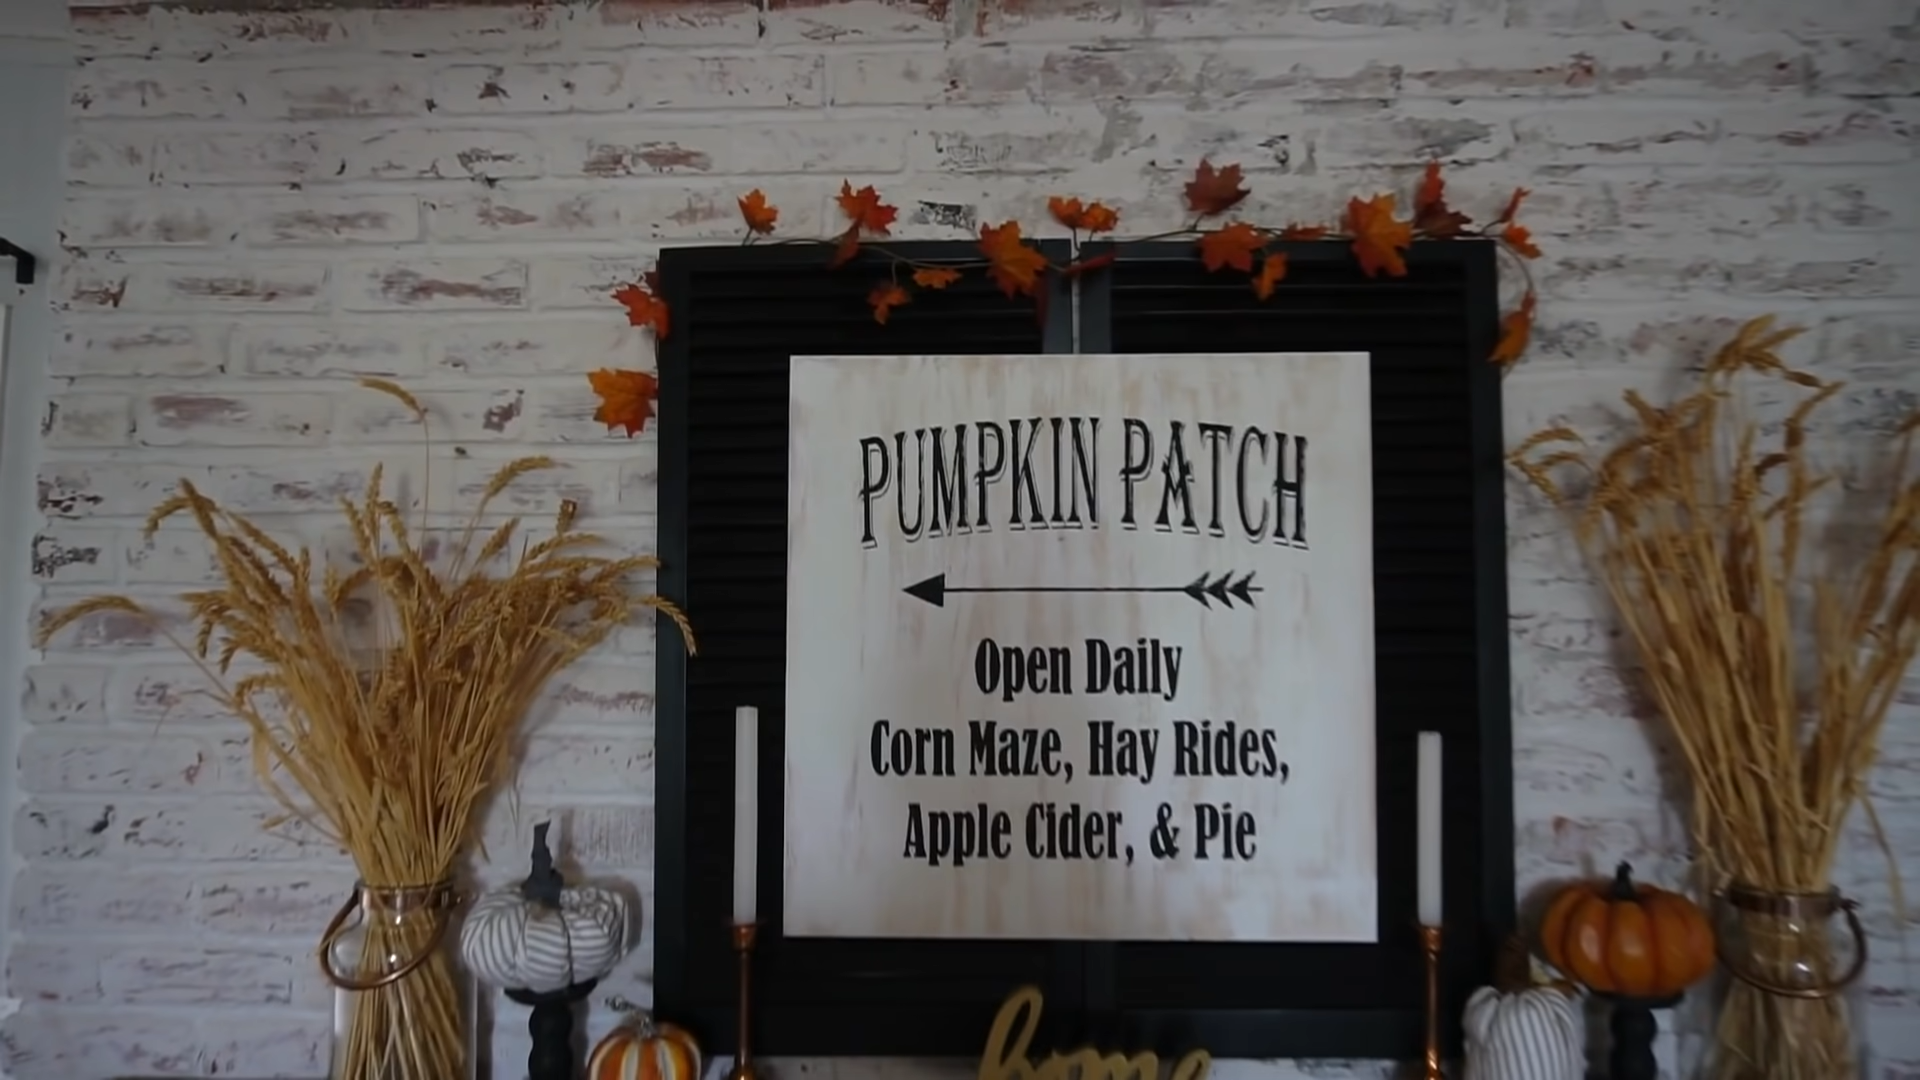 PUMPKIN PATCH
Open Daily
Corn Maze, Hay Rides,
Apple Cider, & Pie
home